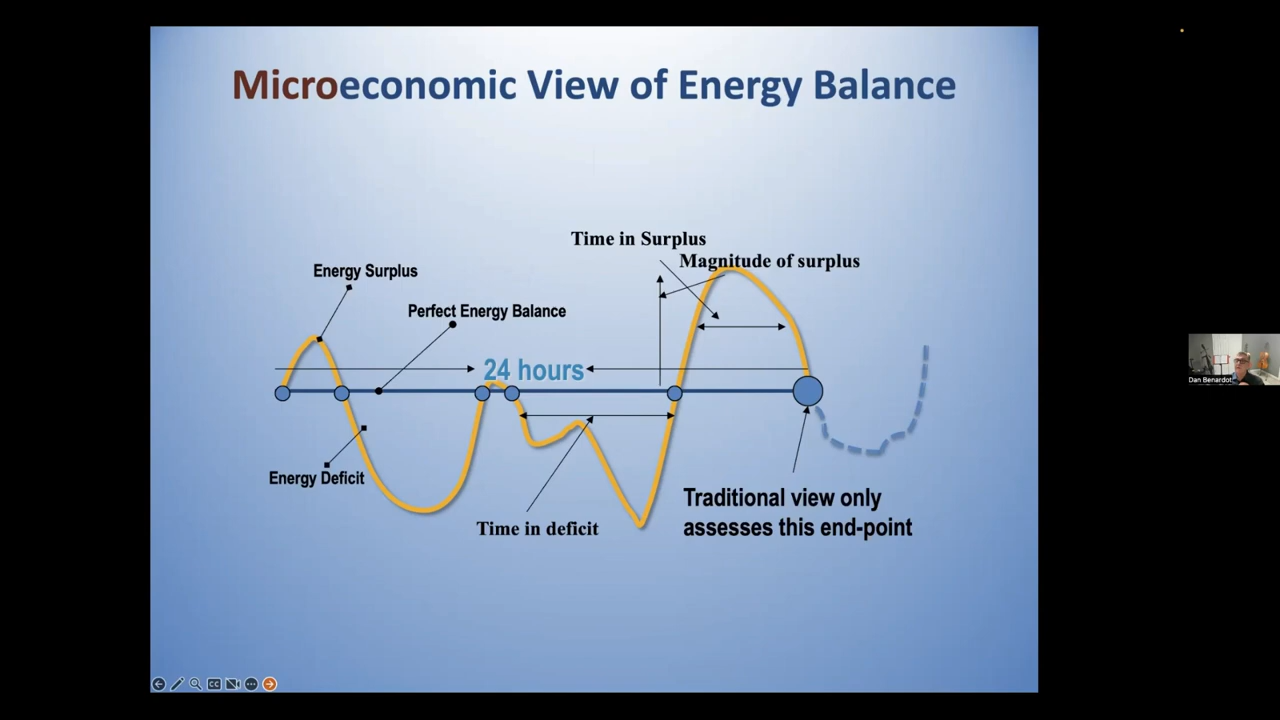 Microeconomic View of Energy Balance
Time in Surplus
Magnitude of surplus
Energy Surplus
Perfect Energy Balance
24 hours
Energy Deficit
Time in deficit
Traditional view only
assesses this end-point
Dan Benardot
CC